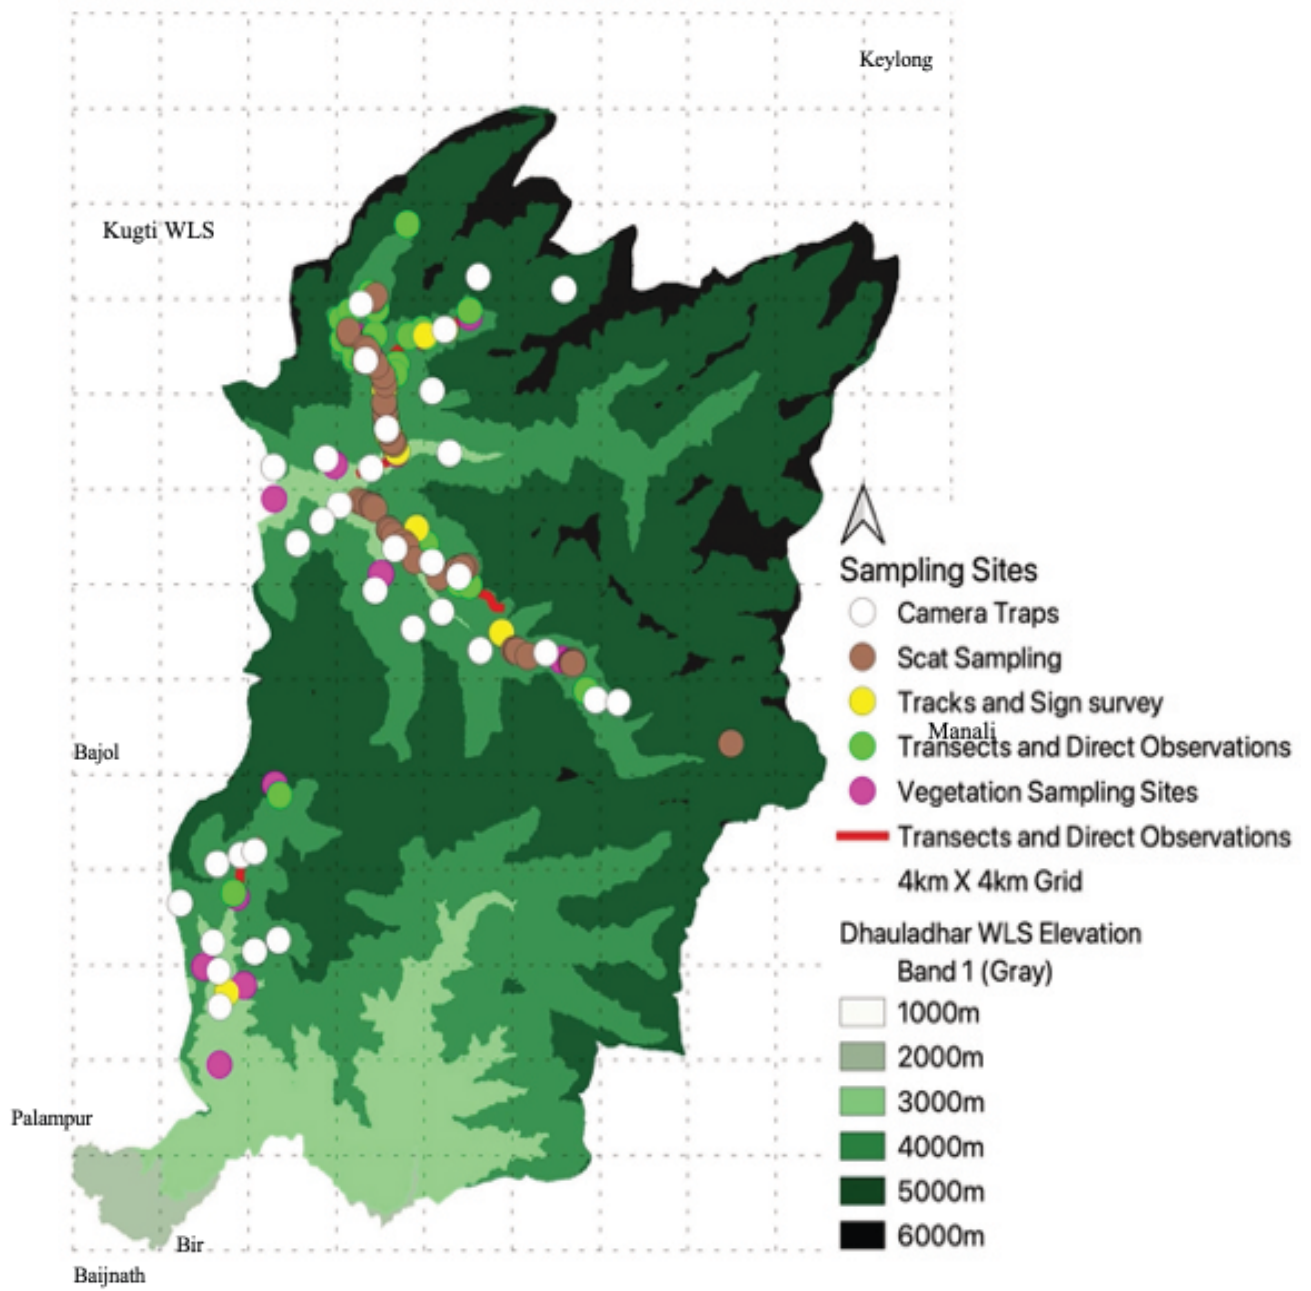 Keylong
Kugti WLS
Sampling Sites
Camera Traps
Scat Sampling
Tracks and Sign survey
Manali
Transects and Direct Observations
Bajol
Vegetation Sampling Sites
Transects and Direct Observations
4km X 4km Grid
Dhauladhar WLS Elevation
Band 1 (Gray)
1000m
2000m
3000m
Palampur
4000m
5000m
6000m
Bir
Baijnath